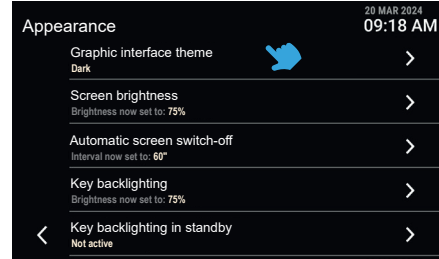 20 MAR 2024
Appearance
09:18 AM
Graphic interface theme
Dark
Screen brightness
Brightness now set to: 75%
Automatic screen switch-off
Interval now set to: 60"
Key backlighting
Brightness now set to: 75%
Key backlighting in standby
Not active